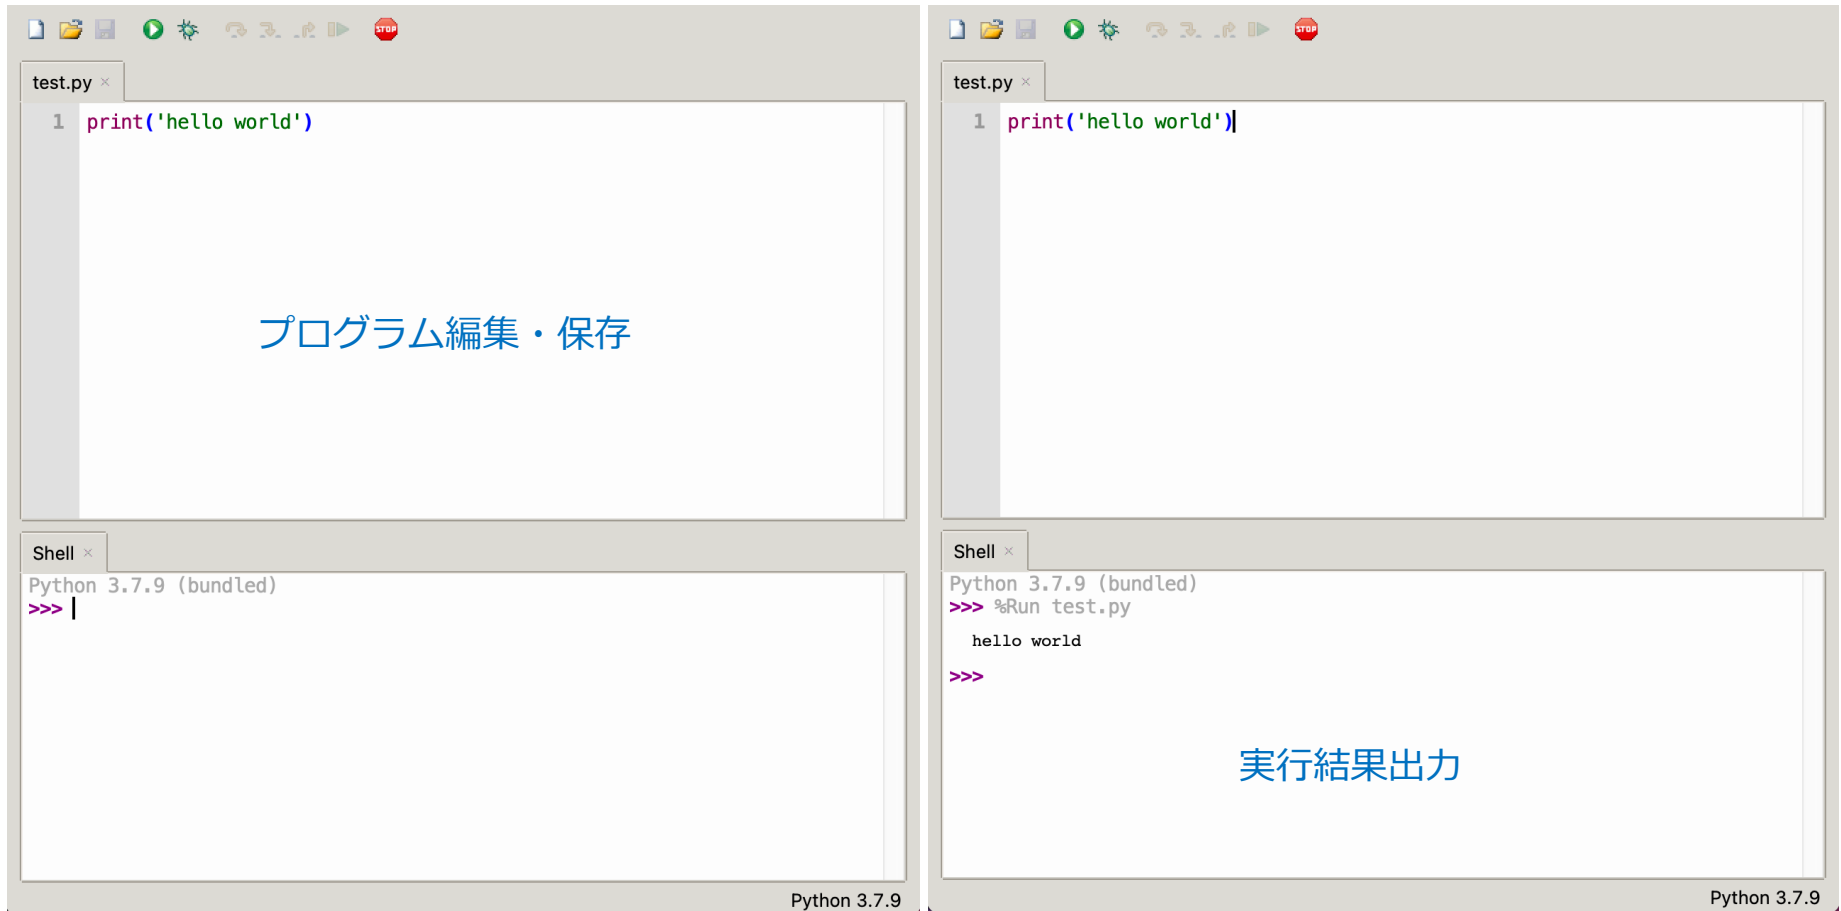 STOP
test.py ×
1 print('hello world')
プログラム編集・保存
Shell ×
Python 3.7.9 (bundled)
>>>
Python 3.7.9
STOP
test.py ×
1 print('hello world')
Shell ×
Python 3.7.9 (bundled)
>>> %Run test.py
hello world
>>>
実行結果出力
Python 3.7.9